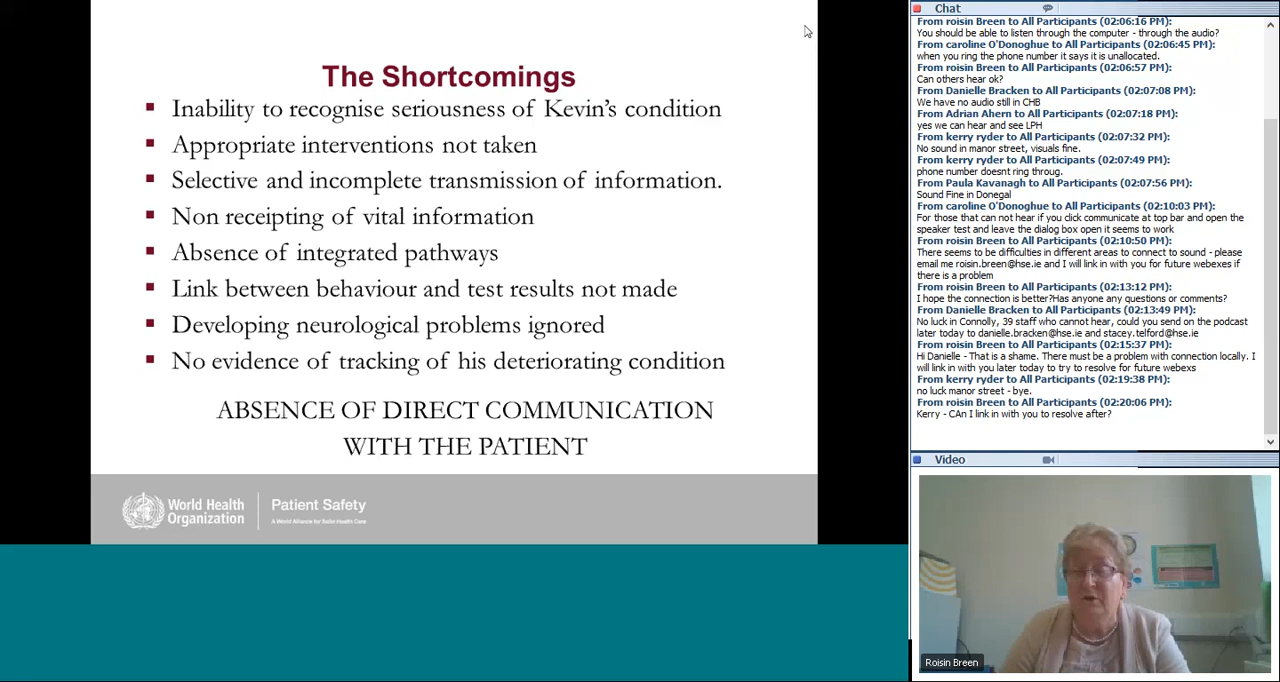 The Shortcomings
Inability to recognise seriousness of Kevin's condition
Appropriate interventions not taken
Selective and incomplete transmission of information.
Non receipting of vital information
Absence of integrated pathways
Link between behaviour and test results not made
Developing neurological problems ignored
No evidence of tracking of his deteriorating condition
ABSENCE OF DIRECT COMMUNICATION
WITH THE PATIENT
World Health
Organization
Patient Safety
A World Alliance for Safer Health Care
Chat
From roisin Breen to All Participants (02:06:16 PM):
You should be able to listen through the computer - through the audio?
From caroline O'Donoghue to All Participants (02:06:45 PM):
when you ring the phone number it says it is unallocated.
From roisin Breen to All Participants (02:06:57 PM):
Can others hear ok?
From Danielle Bracken to All Participants (02:07:08 PM):
We have no audio still in CHB
From Adrian Ahern to All Participants (02:07:18 PM):
yes we can hear and see LPH
From kerry ryder to All Participants (02:07:32 PM):
No sound in manor street, visuals fine.
From kerry ryder to All Participants (02:07:49 PM):
phone number doesnt ring throug.
From Paula Kavanagh to All Participants (02:07:56 PM):
Sound Fine in Donegal
From caroline O'Donoghue to All Participants (02:10:03 PM):
For those that can not hear if you click communicate at top bar and open the
speaker test and leave the dialog box open it seems to work
From roisin Breen to All Participants (02:10:50 PM):
There seems to be difficulties in different areas to connect to sound - please
email me roisin.breen@hse.ie and I will link in with you for future webexes if
there is a problem
From roisin Breen to All Participants (02:13:12 PM):
I hope the connection is better?Has anyone any questions or comments?
From Danielle Bracken to All Participants (02:13:49 PM):
No luck in Connolly, 39 staff who cannot hear, could you send on the podcast
later today to danielle.bracken@hse.ie and stacey.telford@hse.ie
From roisin Breen to All Participants (02:15:37 PM):
Hi Danielle - That is a shame. There must be a problem with connection locally. I
will link in with you later today to try to resolve for future webexs
From kerry ryder to All Participants (02:19:38 PM):
no luck manor street - bye.
From roisin Breen to All Participants (02:20:06 PM):
Kerry - CAn I link in with you to resolve after?
Video
Roisin Breen